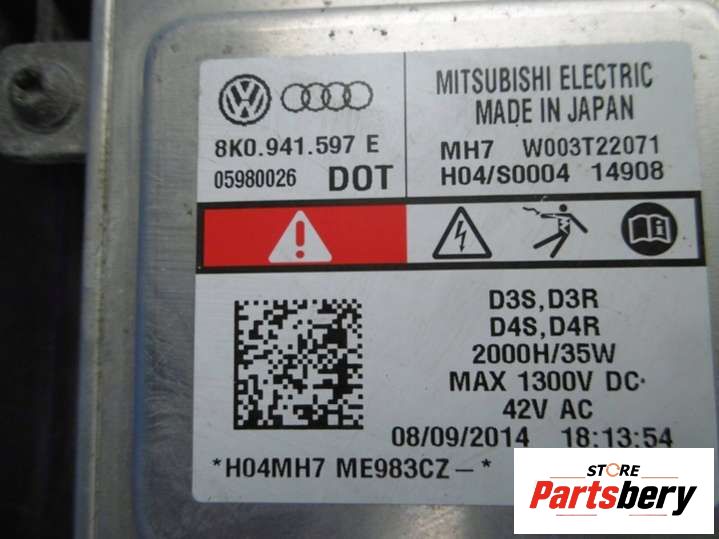 8K0.941.597 E
05980026 DOT
MITSUBISHI ELECTRIC
MADE IN JAPAN
MH7 W003T22071
H04/S0004 14908
D3S,D3R
D4S,D4R
2000H/35W
MAX 1300V DC
42V AC
08/09/2014 18:13:54
*H04MH7 ME983CZ-*
STORE
Partsbery